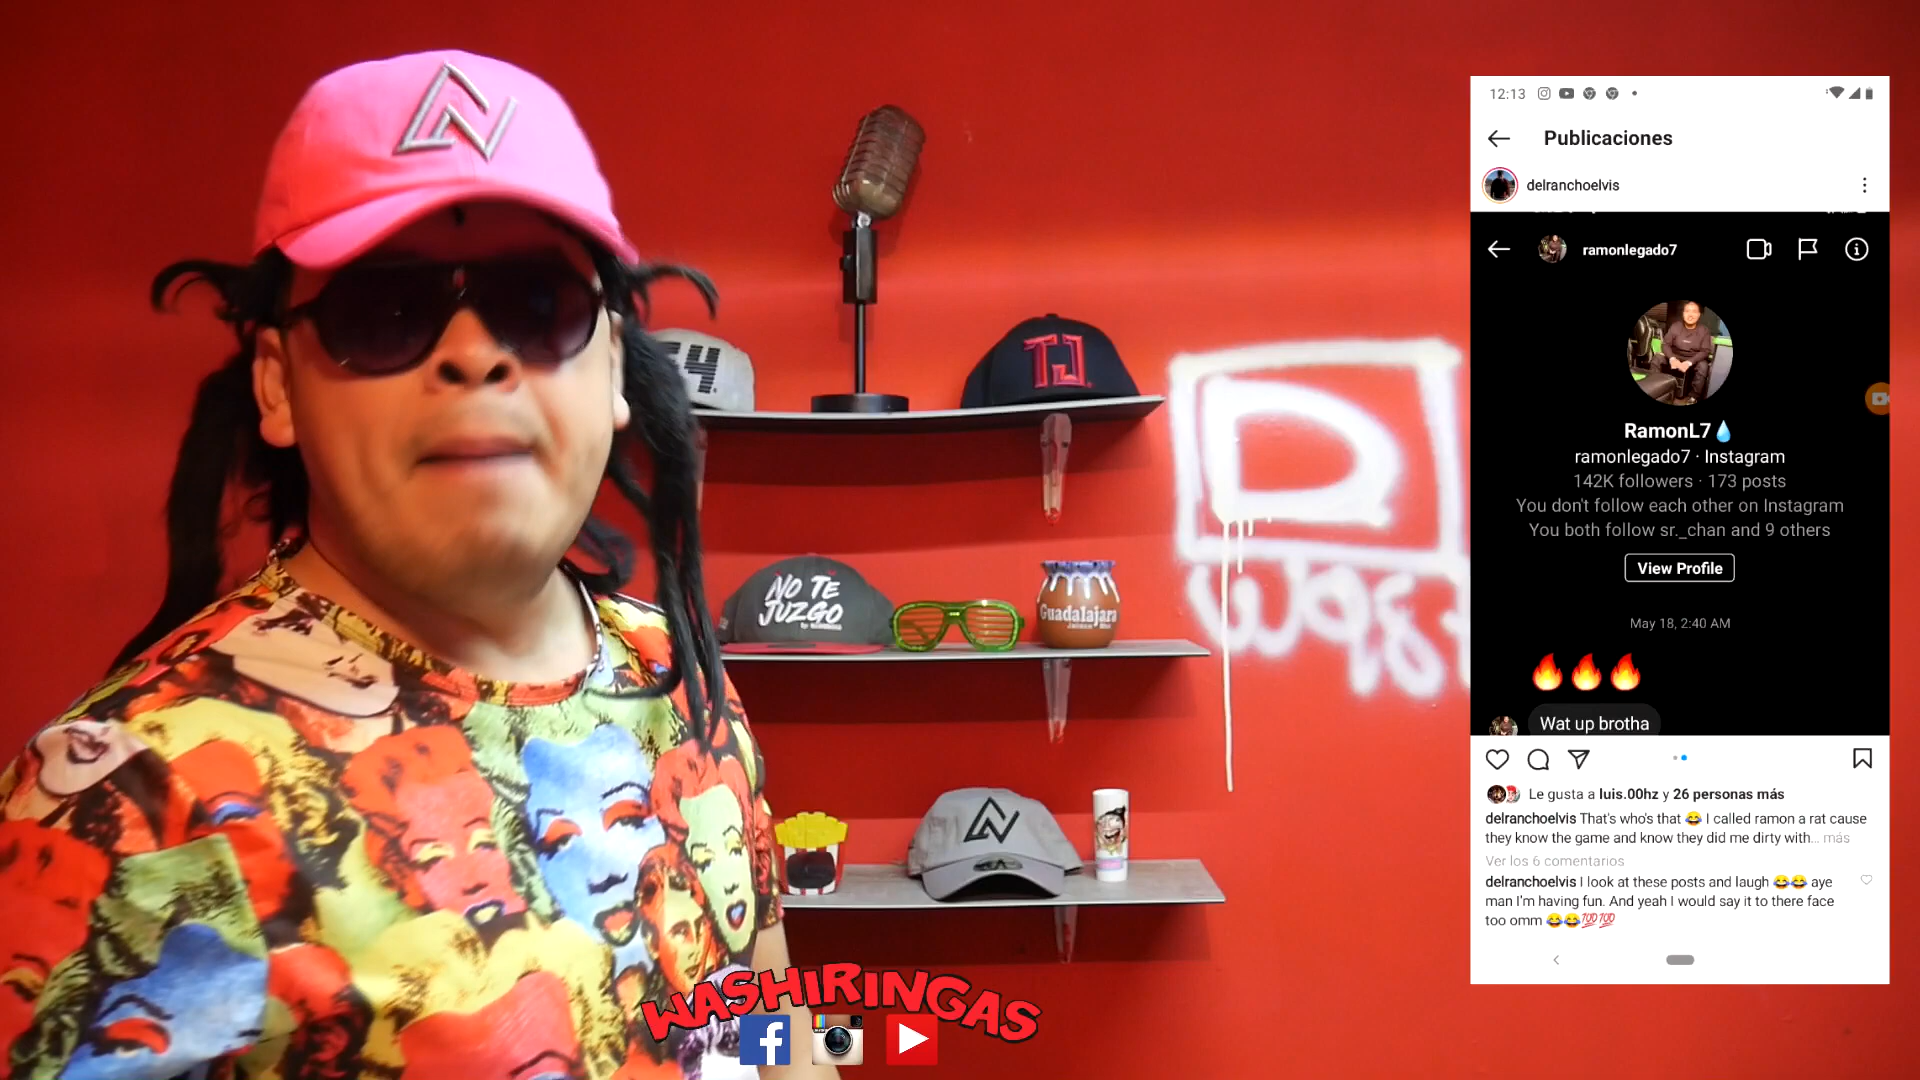 TJ
NO TE
JUZGO
Guadalajara
D
WASHIRINGAS
12:13
Publicaciones
delranchoelvis
ramonlegado7
RamonL7💧
ramonlegado7 · Instagram
142K followers · 173 posts
You don't follow each other on Instagram
You both follow sr._chan and 9 others
View Profile
May 18, 2:40 AM
🔥🔥🔥
Wat up brotha
Le gusta a luis.00hz y 26 personas más
delranchoelvis That's who's that 😂 I called ramon a rat cause
they know the game and know they did me dirty with... más
Ver los 6 comentarios
delranchoelvis I look at these posts and laugh 😂😂 aye
man I'm having fun. And yeah I would say it to there face
too omm 😂😂💯💯